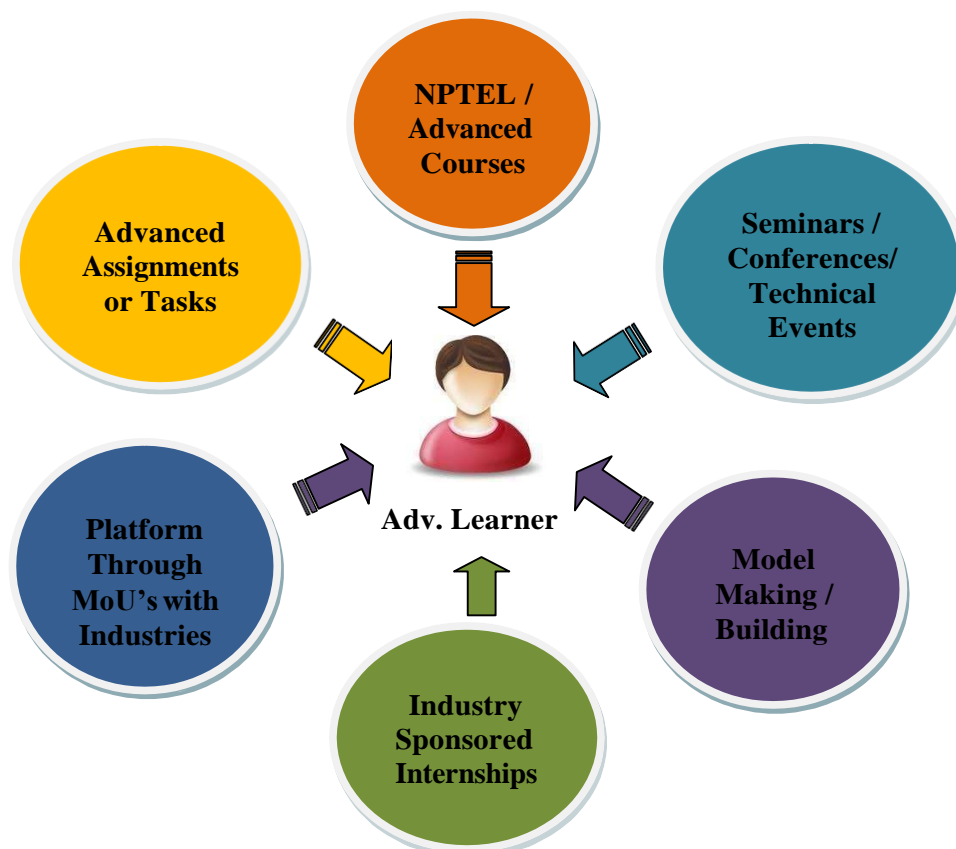 NPTEL /
Advanced
Courses
Advanced
Assignments
or Tasks
Seminars /
Conferences/
Technical
Events
Adv. Learner
Platform
Through
MoU’s with
Industries
Model
Making /
Building
Industry
Sponsored
Internships